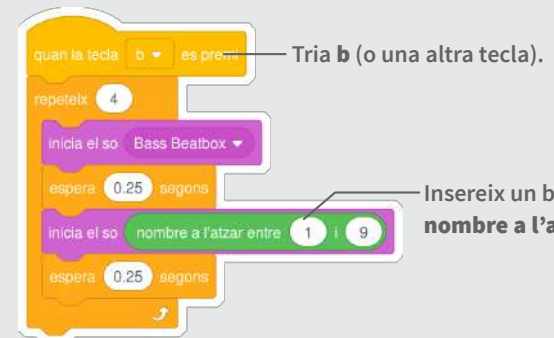 quan la tecla b es premi
Tria b (o una altra tecla).
repeteix 4
inicia el so Bass Beatbox
espera 0.25 segons
Insereix un b
inicia el so nombre a l'atzar entre 1 i 9
nombre a l'a
espera 0.25 segons